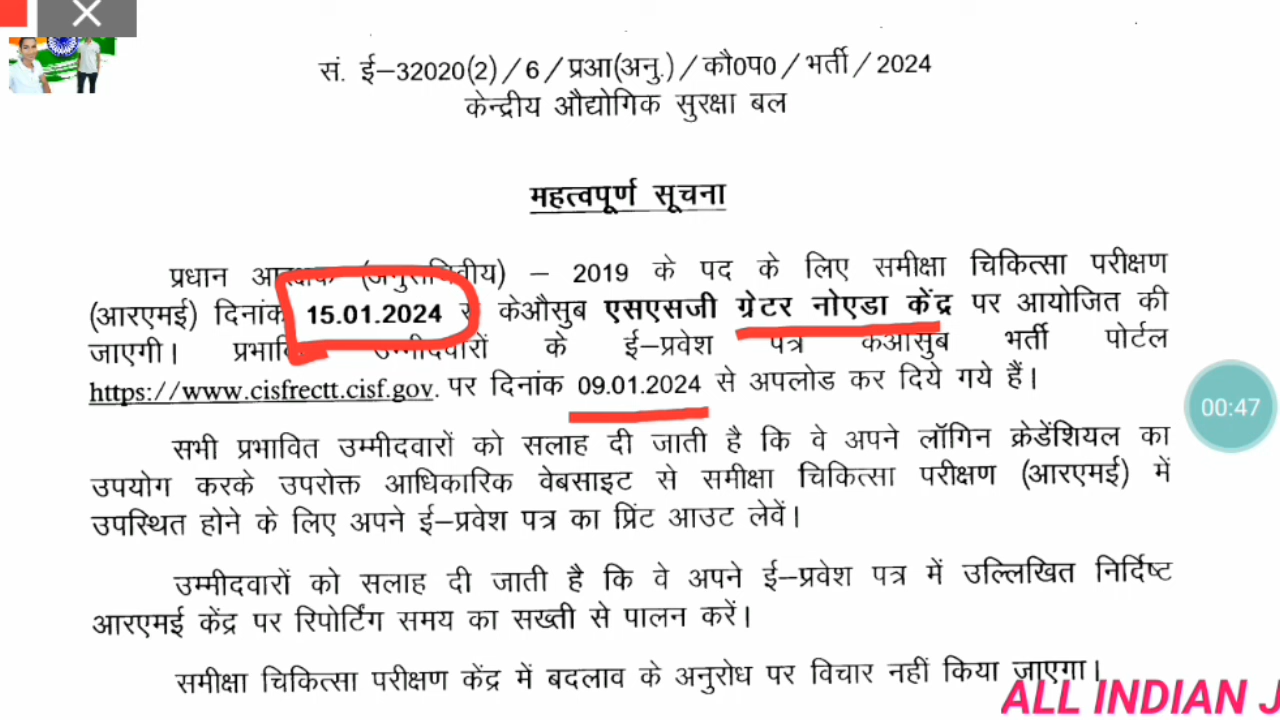 सं. ई–32020(2)/6/प्रआ(अनु.)/कौ0प0/भर्ती/2024
केन्द्रीय औद्योगिक सुरक्षा बल
महत्वपूर्ण सूचना
प्रधान – 2019 के पद के लिए समीक्षा चिकित्सा परीक्षण
(आरएमई) दिनांक 15.01.2024 केऔसुब एसएसजी ग्रेटर नोएडा केंद्र पर आयोजित की
जाएगी। उम्मीदवारों के ई–प्रवेश पत्र केऔसुब भर्ती पोर्टल
https://www.cisfrectt.cisf.gov. पर दिनांक 09.01.2024 से अपलोड कर दिये गये हैं।
सभी प्रभावित उम्मीदवारों को सलाह दी जाती है कि वे अपने लॉगिन क्रेडेंशियल का
उपयोग करके उपरोक्त आधिकारिक वेबसाइट से समीक्षा चिकित्सा परीक्षण (आरएमई) में
उपस्थित होने के लिए अपने ई–प्रवेश पत्र का प्रिंट आउट लेवें।
उम्मीदवारों को सलाह दी जाती है कि वे अपने ई–प्रवेश पत्र में उल्लिखित निर्दिष्ट
आरएमई केंद्र पर रिपोर्टिंग समय का सख्ती से पालन करें।
समीक्षा चिकित्सा परीक्षण केंद्र में बदलाव के अनुरोध पर विचार नहीं किया जाएगा।
00:47
ALL INDIAN J